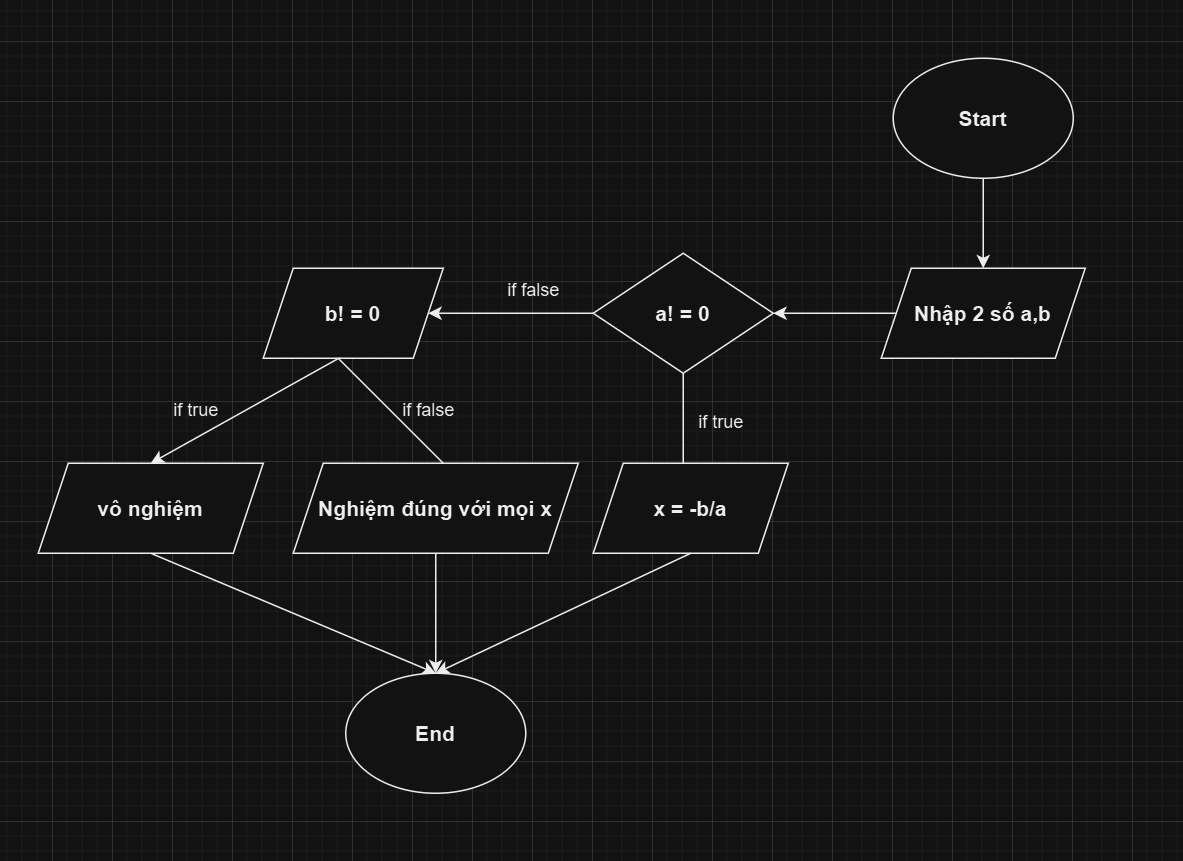 Start
Nhập 2 số a,b
a! = 0
if false
b! = 0
if true
if false
if true
vô nghiệm
Nghiệm đúng với mọi x
x = -b/a
End